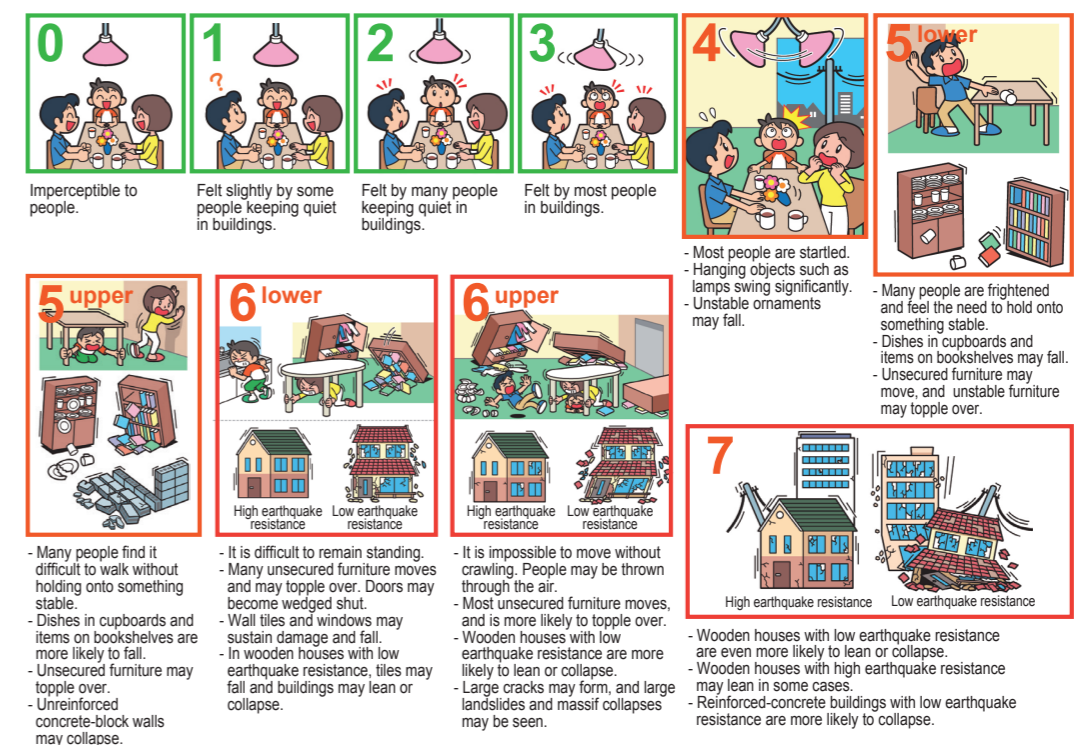 0
Imperceptible to
people.
1
?
Felt slightly by some
people keeping quiet
in buildings.
2
Felt by many people
keeping quiet in
buildings.
3
Felt by most people
in buildings.
4
- Most people are startled.
- Hanging objects such as
lamps swing significantly.
- Unstable ornaments
may fall.
5 lower
- Many people are frightened
and feel the need to hold onto
something stable.
- Dishes in cupboards and
items on bookshelves may fall.
- Unsecured furniture may
move, and unstable furniture
may topple over.
5 upper
- Many people find it
difficult to walk without
holding onto something
stable.
- Dishes in cupboards and
items on bookshelves are
more likely to fall.
- Unsecured furniture may
topple over.
- Unreinforced
concrete-block walls
may collapse.
6 lower
High earthquake
resistance
Low earthquake
resistance
- It is difficult to remain standing.
- Many unsecured furniture moves
and may topple over. Doors may
become wedged shut.
- Wall tiles and windows may
sustain damage and fall.
- In wooden houses with low
earthquake resistance, tiles may
fall and buildings may lean or
collapse.
6 upper
High earthquake
resistance
Low earthquake
resistance
- It is impossible to move without
crawling. People may be thrown
through the air.
- Most unsecured furniture moves,
and is more likely to topple over.
- Wooden houses with low
earthquake resistance are more
likely to lean or collapse.
- Large cracks may form, and large
landslides and massif collapses
may be seen.
7
High earthquake resistance
Low earthquake resistance
- Wooden houses with low earthquake resistance
are even more likely to lean or collapse.
- Wooden houses with high earthquake resistance
may lean in some cases.
- Reinforced-concrete buildings with low earthquake
resistance are more likely to collapse.